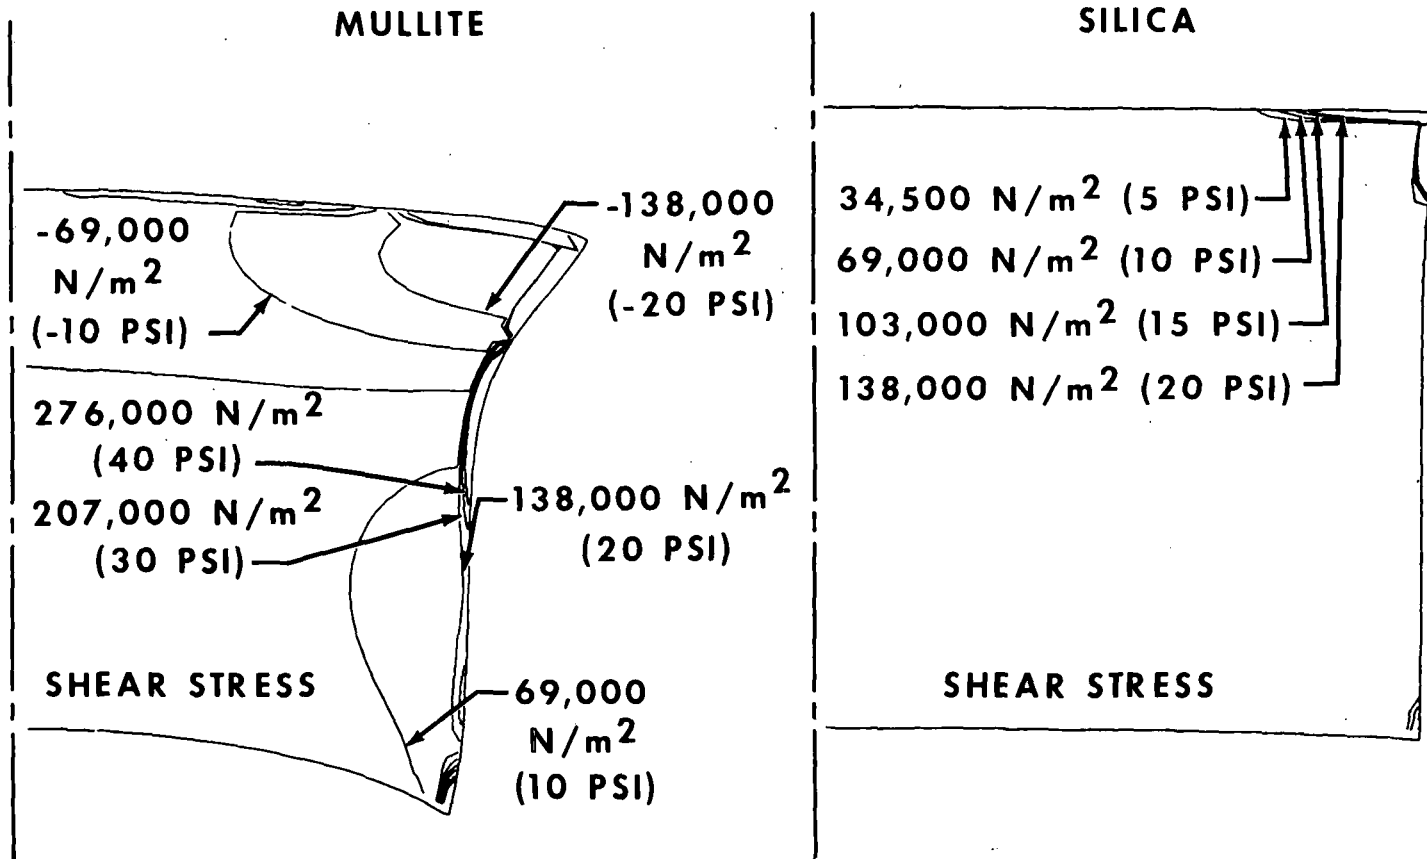 MULLITE
-69,000
N/m²
(-10 PSI)
-138,000
N/m²
(-20 PSI)
276,000 N/m²
(40 PSI)
207,000 N/m²
(30 PSI)
138,000 N/m²
(20 PSI)
SHEAR STRESS
69,000
N/m²
(10 PSI)
SILICA
34,500 N/m² (5 PSI)
69,000 N/m² (10 PSI)
103,000 N/m² (15 PSI)
138,000 N/m² (20 PSI)
SHEAR STRESS